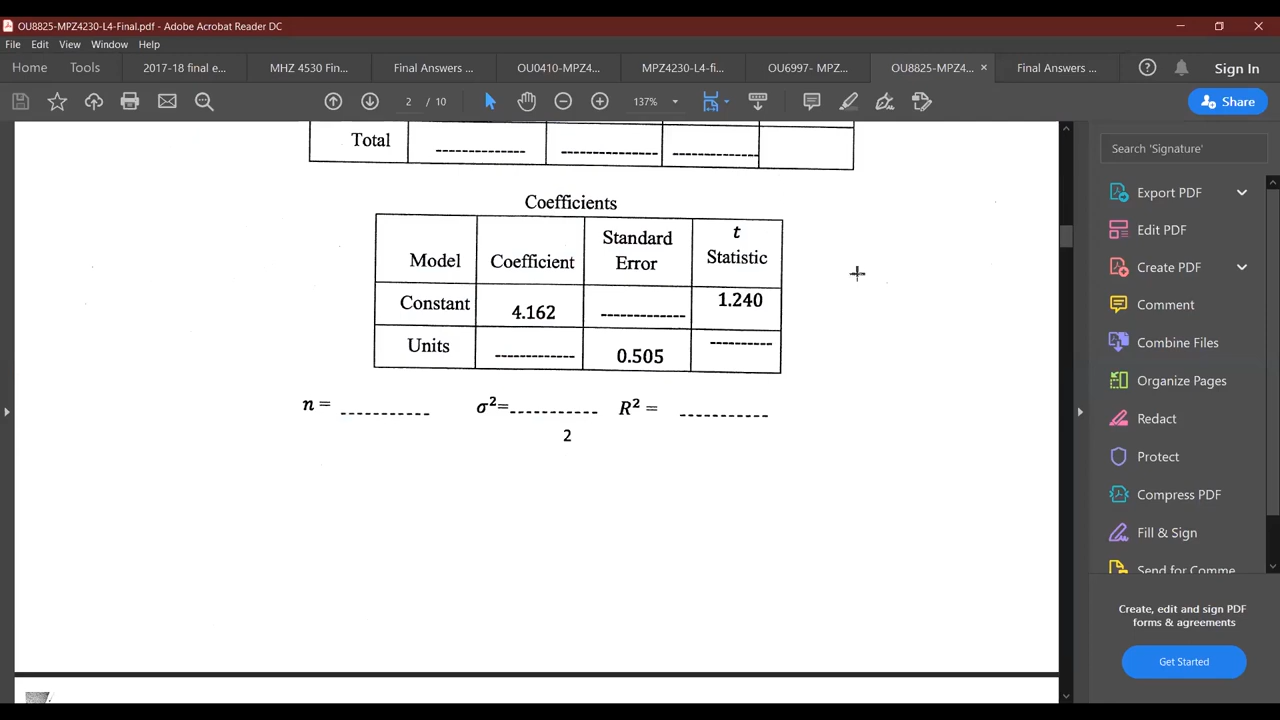 OU8825-MPZ4230-L4-Final.pdf - Adobe Acrobat Reader DC
File Edit View Window Help
Home Tools 2017-18 final e... MHZ 4530 Fin... Final Answers ... OU0410-MPZ4... MPZ4230-L4-fi... OU6997- MPZ... OU8825-MPZ4... × Final Answers ... Sign In
2 / 10 137% Share
Total ------------- -------------- ------------
Coefficients
Model Coefficient Standard Error t Statistic
Constant 4.162 ------------- 1.240
Units ------------ 0.505 ---------
n = ----------- σ²=----------- R² = -----------
2
Search 'Signature'
Export PDF
Edit PDF
Create PDF
Comment
Combine Files
Organize Pages
Redact
Protect
Compress PDF
Fill & Sign
Send for Comme
Create, edit and sign PDF
forms & agreements
Get Started